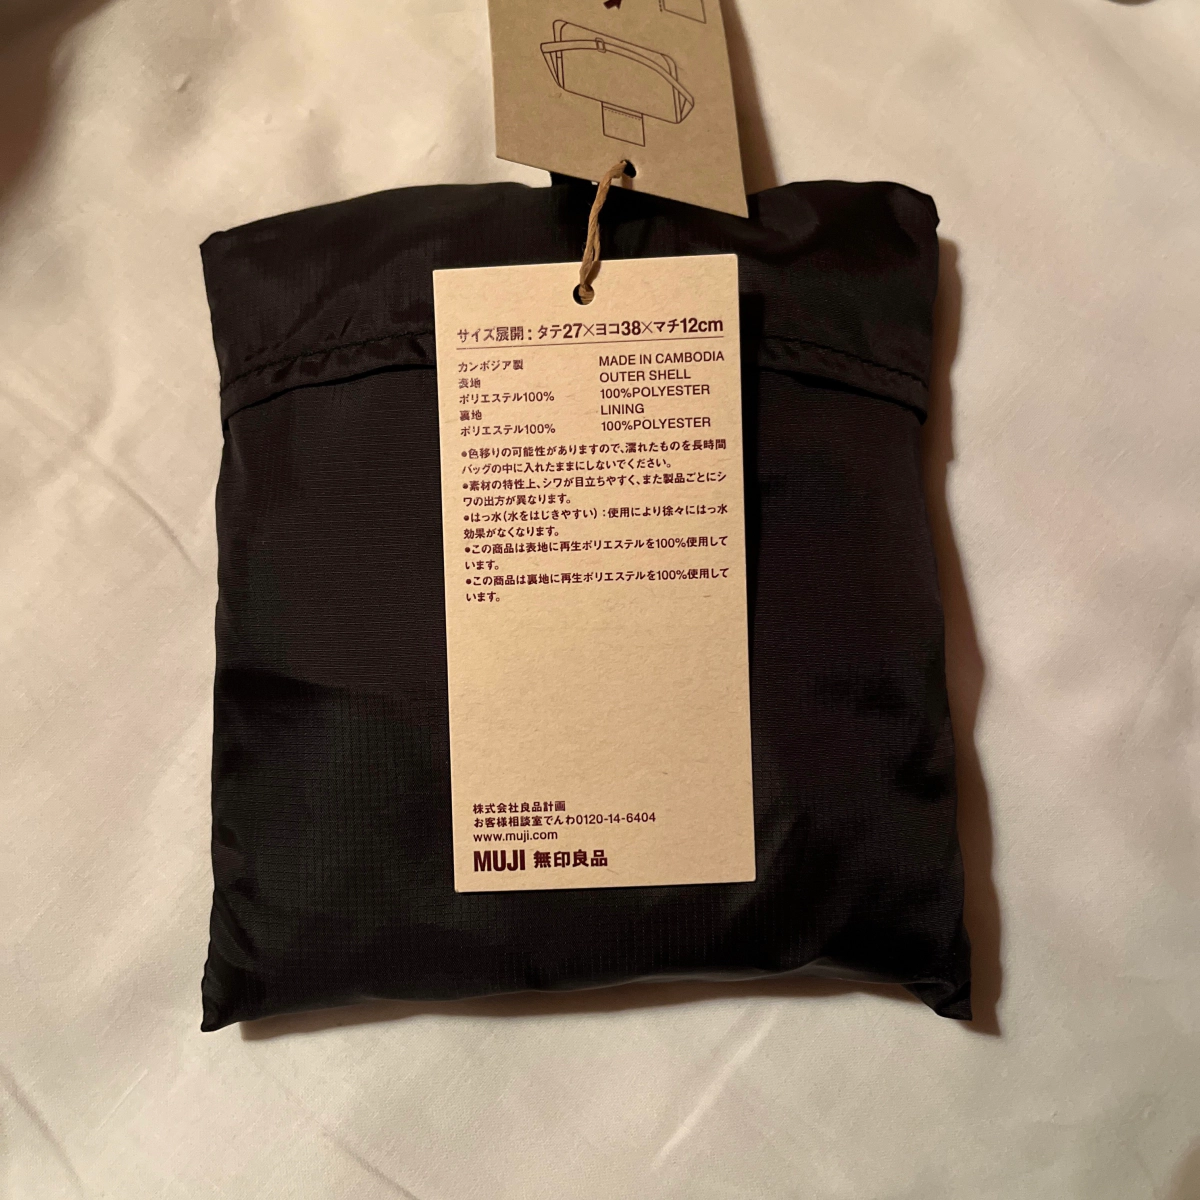 サイズ展開：タテ27×ヨコ38×マチ12cm
カンボジア製 MADE IN CAMBODIA
表地 OUTER SHELL
ポリエステル100% 100%POLYESTER
裏地 LINING
ポリエステル100% 100%POLYESTER
●色移りの可能性がありますので、濡れたものを長時間
バッグの中に入れたままにしないでください。
●素材の特性上、シワが目立ちやすく、また製品ごとにシ
ワの出方が異なります。
●はっ水(水をはじきやすい)：使用により徐々にはっ水
効果がなくなります。
●この商品は表地に再生ポリエステルを100%使用して
います。
●この商品は裏地に再生ポリエステルを100%使用して
います。
株式会社良品計画
お客様相談室でんわ0120-14-6404
www.muji.com
MUJI 無印良品